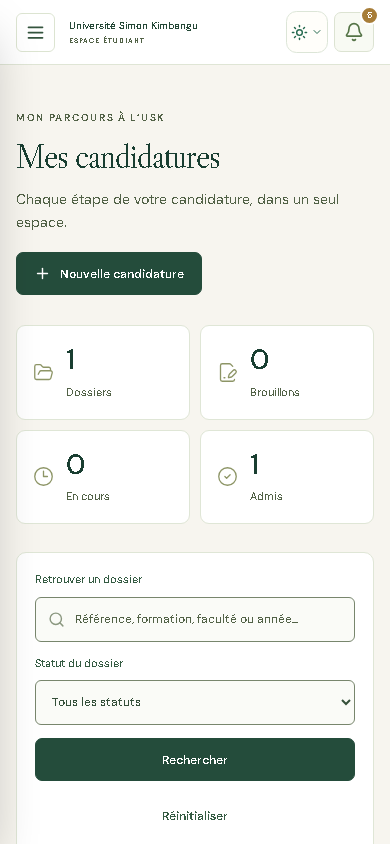 Université Simon Kimbangu
ESPACE ÉTUDIANT
6
MON PARCOURS À L'USK
Mes candidatures
Chaque étape de votre candidature, dans un seul
espace.
Nouvelle candidature
1
Dossiers
0
Brouillons
0
En cours
1
Admis
Retrouver un dossier
Référence, formation, faculté ou année…
Statut du dossier
Tous les statuts
Rechercher
Réinitialiser